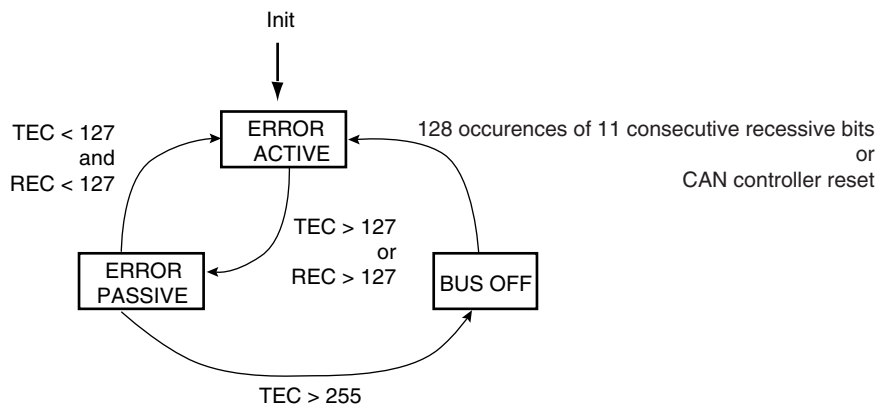 Init
TEC < 127
and
REC < 127
ERROR
ACTIVE
128 occurences of 11 consecutive recessive bits
or
CAN controller reset
TEC > 127
or
REC > 127
ERROR
PASSIVE
BUS OFF
TEC > 255